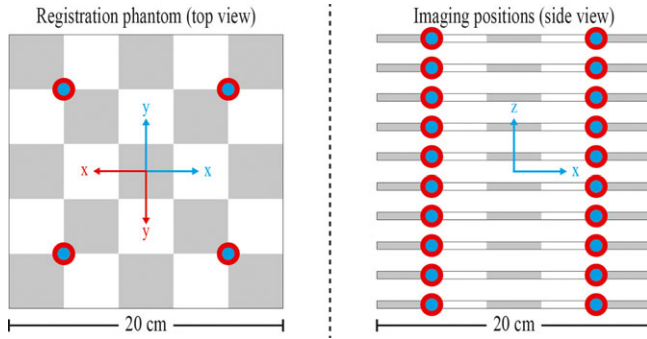 Registration phantom (top view)
Imaging positions (side view)
y
x
x
y
z
x
20 cm
20 cm